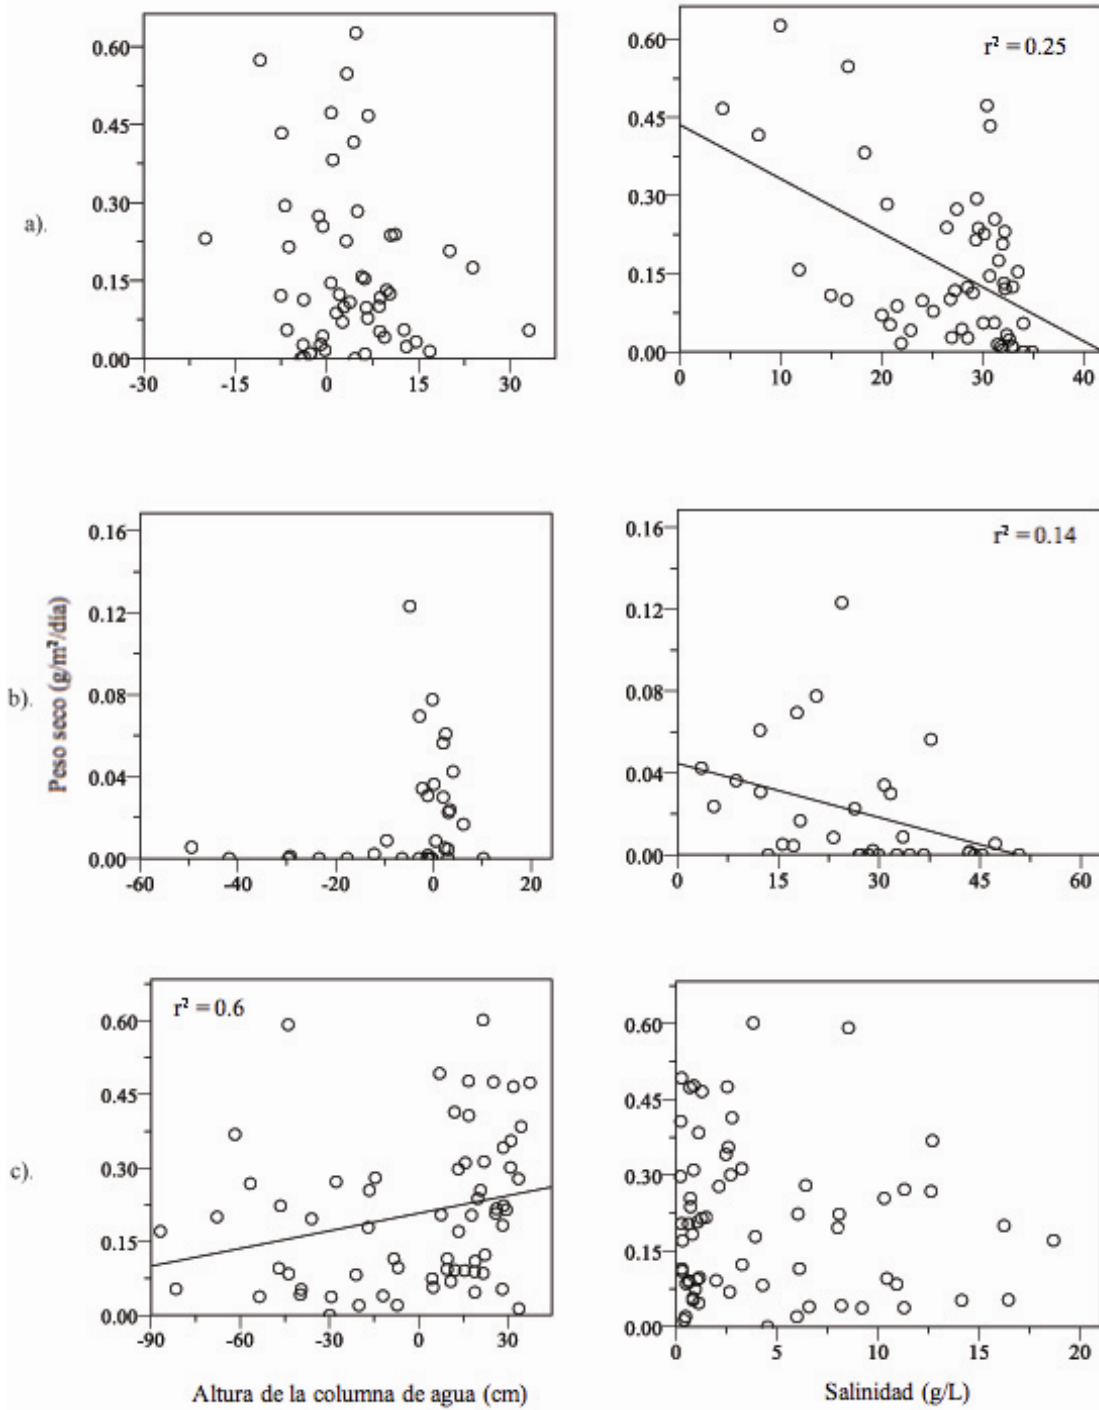 a).
0.60
0.45
0.30
0.15
0.00
-30 -15 0 15 30
r² = 0.25
0.60
0.45
0.30
0.15
0.00
0 10 20 30 40
b).
Peso seco (g/m²/día)
0.16
0.12
0.08
0.04
0.00
-60 -40 -20 0 20
r² = 0.14
0.16
0.12
0.08
0.04
0.00
0 15 30 45 60
c).
r² = 0.6
0.60
0.45
0.30
0.15
0.00
-90 -60 -30 0 30
0.60
0.45
0.30
0.15
0.00
0 5 10 15 20
Altura de la columna de agua (cm)
Salinidad (g/L)